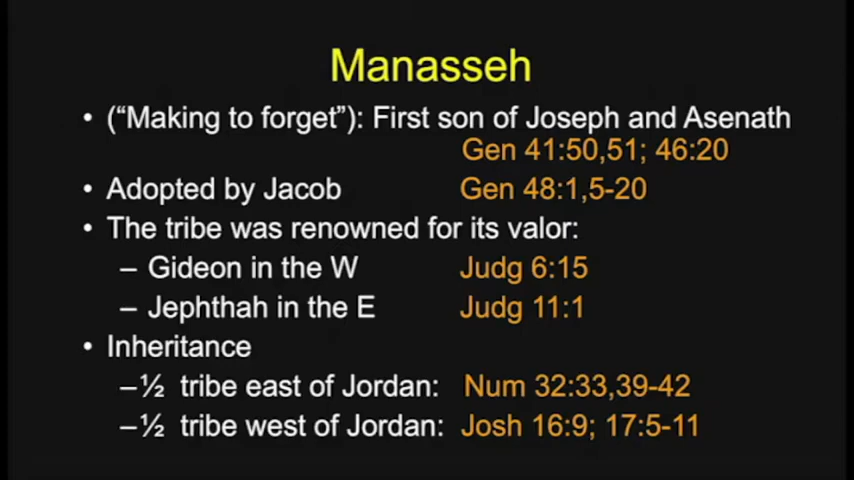 Manasseh
• (“Making to forget”): First son of Joseph and Asenath
Gen 41:50,51; 46:20
• Adopted by Jacob Gen 48:1,5-20
• The tribe was renowned for its valor:
– Gideon in the W Judg 6:15
– Jephthah in the E Judg 11:1
• Inheritance
–½ tribe east of Jordan: Num 32:33,39-42
–½ tribe west of Jordan: Josh 16:9; 17:5-11